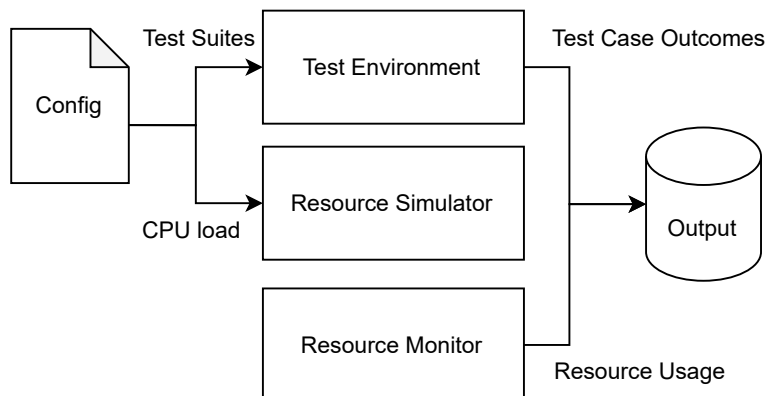 Test Suites
Test Case Outcomes
Test Environment
Config
Resource Simulator
CPU load
Output
Resource Monitor
Resource Usage